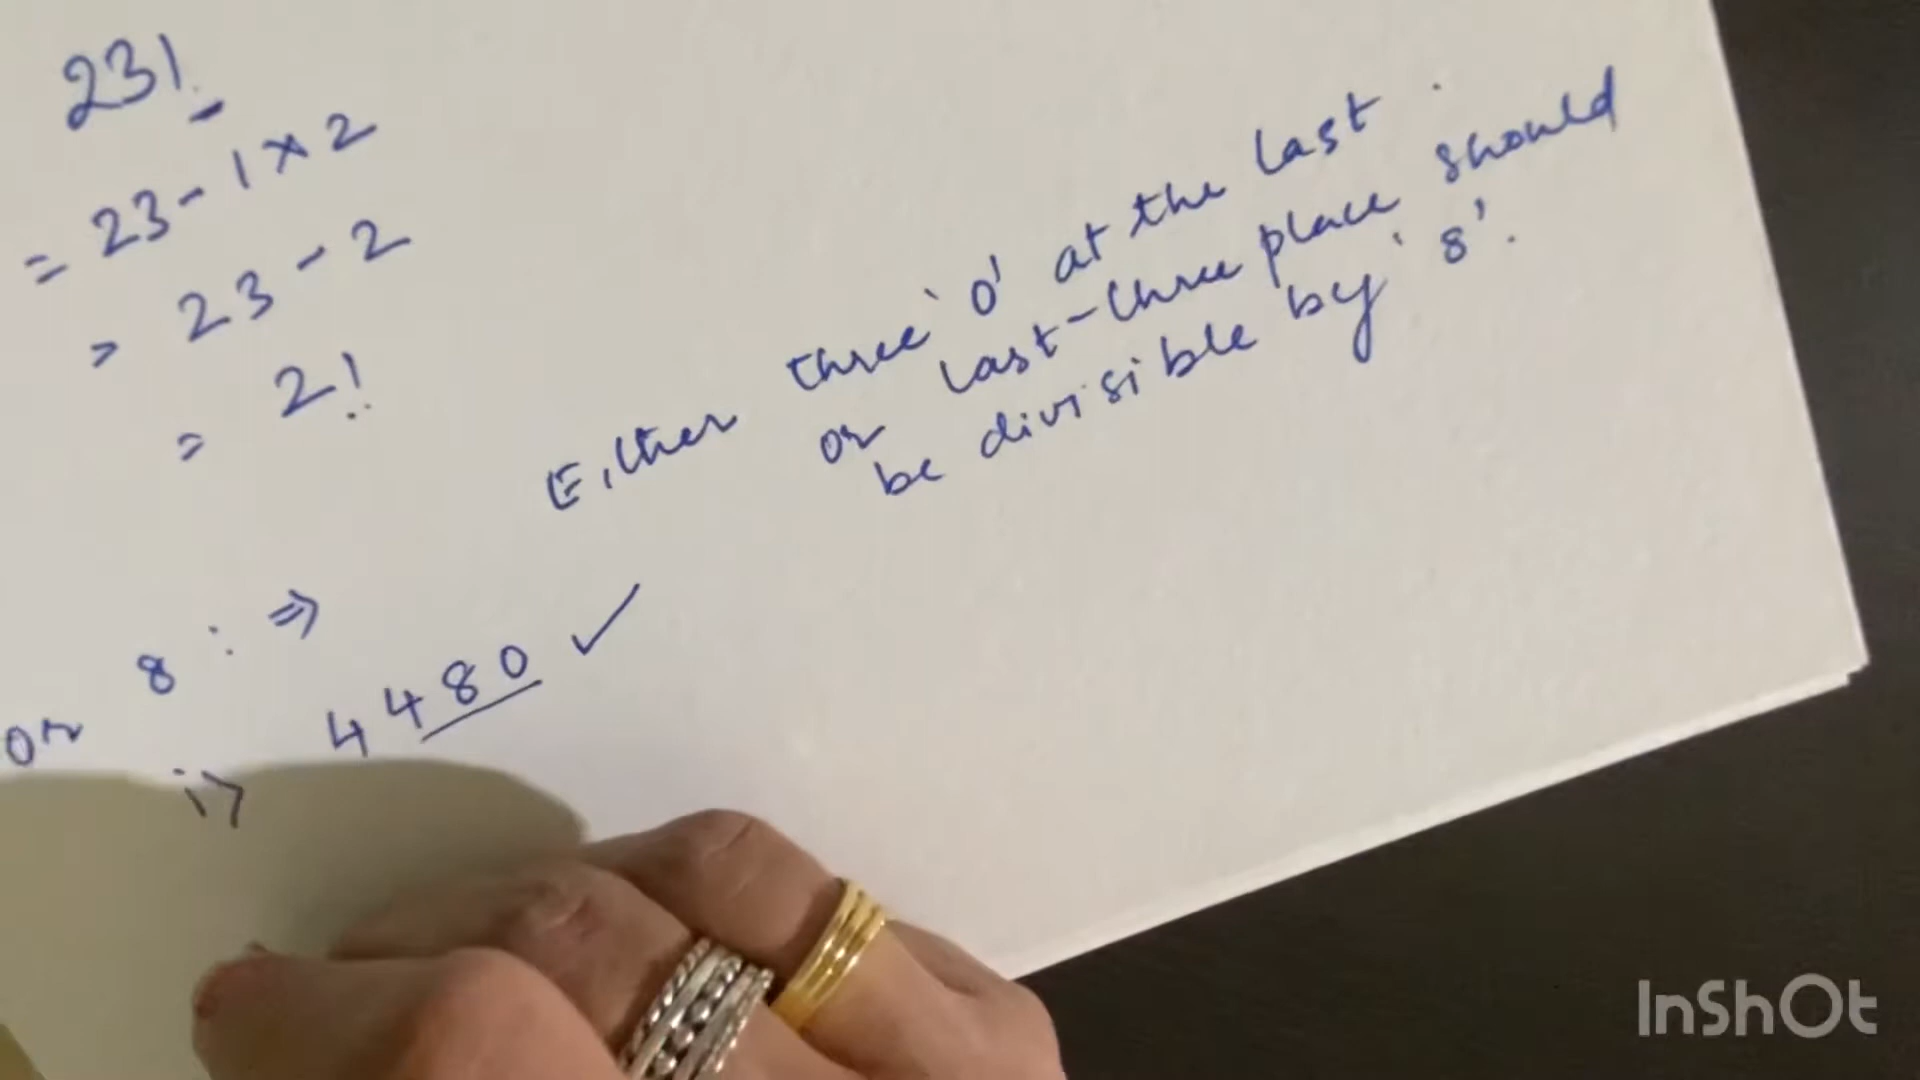 231
= 23-1×2
= 23-2
= 2!
Either three '0' at the last.
or last-three place should
be divisible by '8'.
or 8 : ⇒
4480 ✓
i>
InShOt